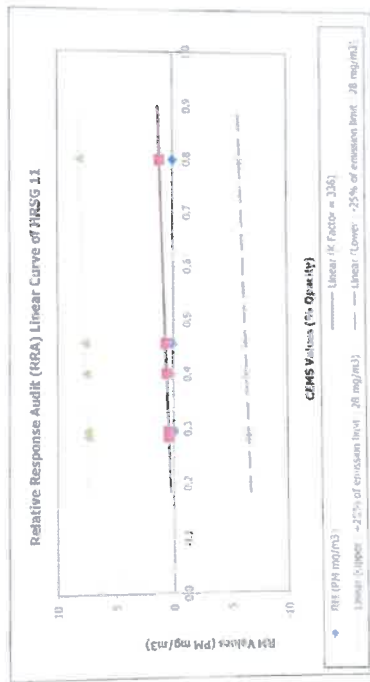 Relative Response Audit (RRA) Linear Curve of HRSG 11
RM Values (PM mg/m3)
10
5
0
-5
-10
0.0
0.1
0.2
0.3
0.4
0.5
0.6
0.7
0.8
0.9
1.0
CEMS Values (% Opacity)
RM (PM mg/m3)
Linear (K Factor = 336)
Linear (Upper : +25% of emission limit : 28 mg/m3)
Linear (Lower : -25% of emission limit : 28 mg/m3)